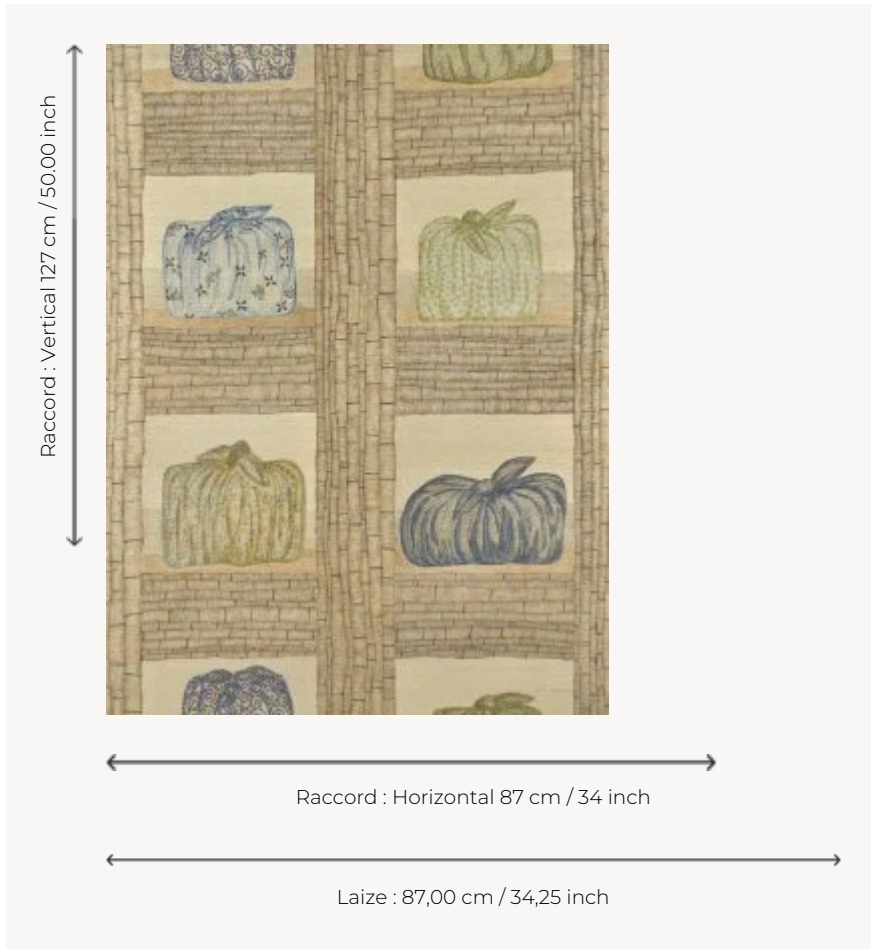 Raccord : Vertical 127 cm / 50.00 inch
Raccord : Horizontal 87 cm / 34 inch
Laize : 87,00 cm / 34,25 inch